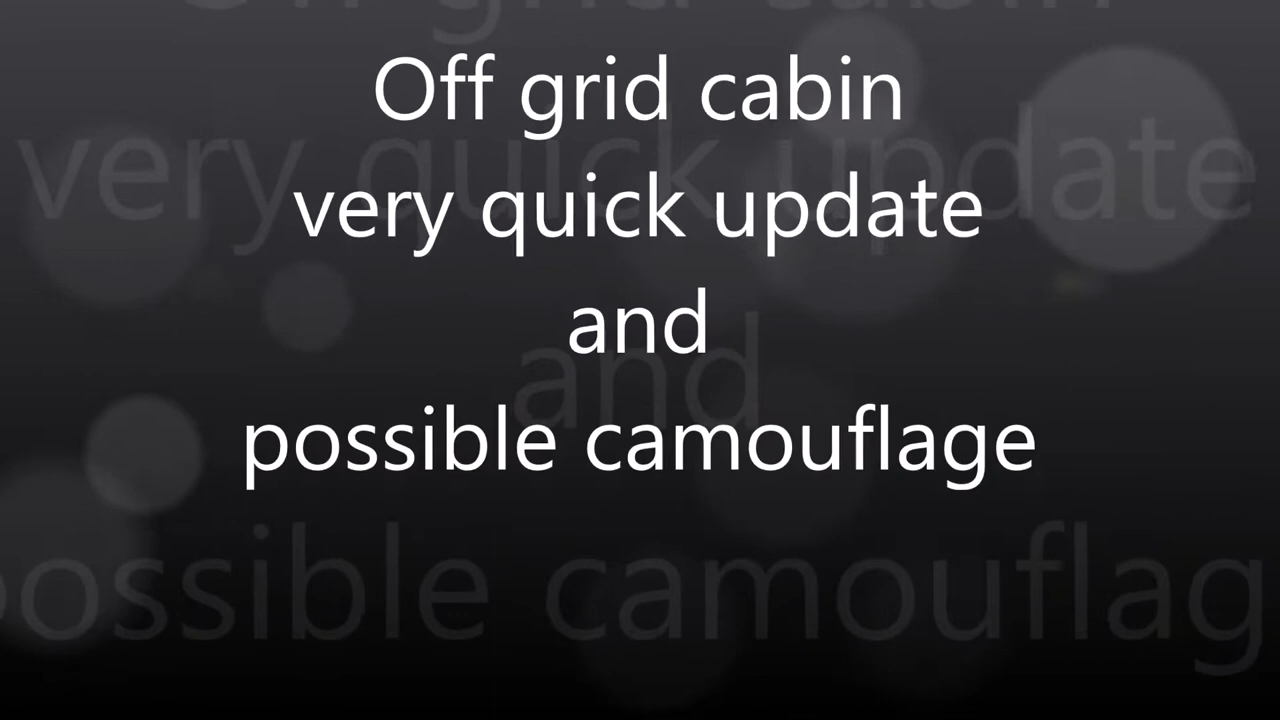 Off grid cabin
very quick update
and
possible camouflage